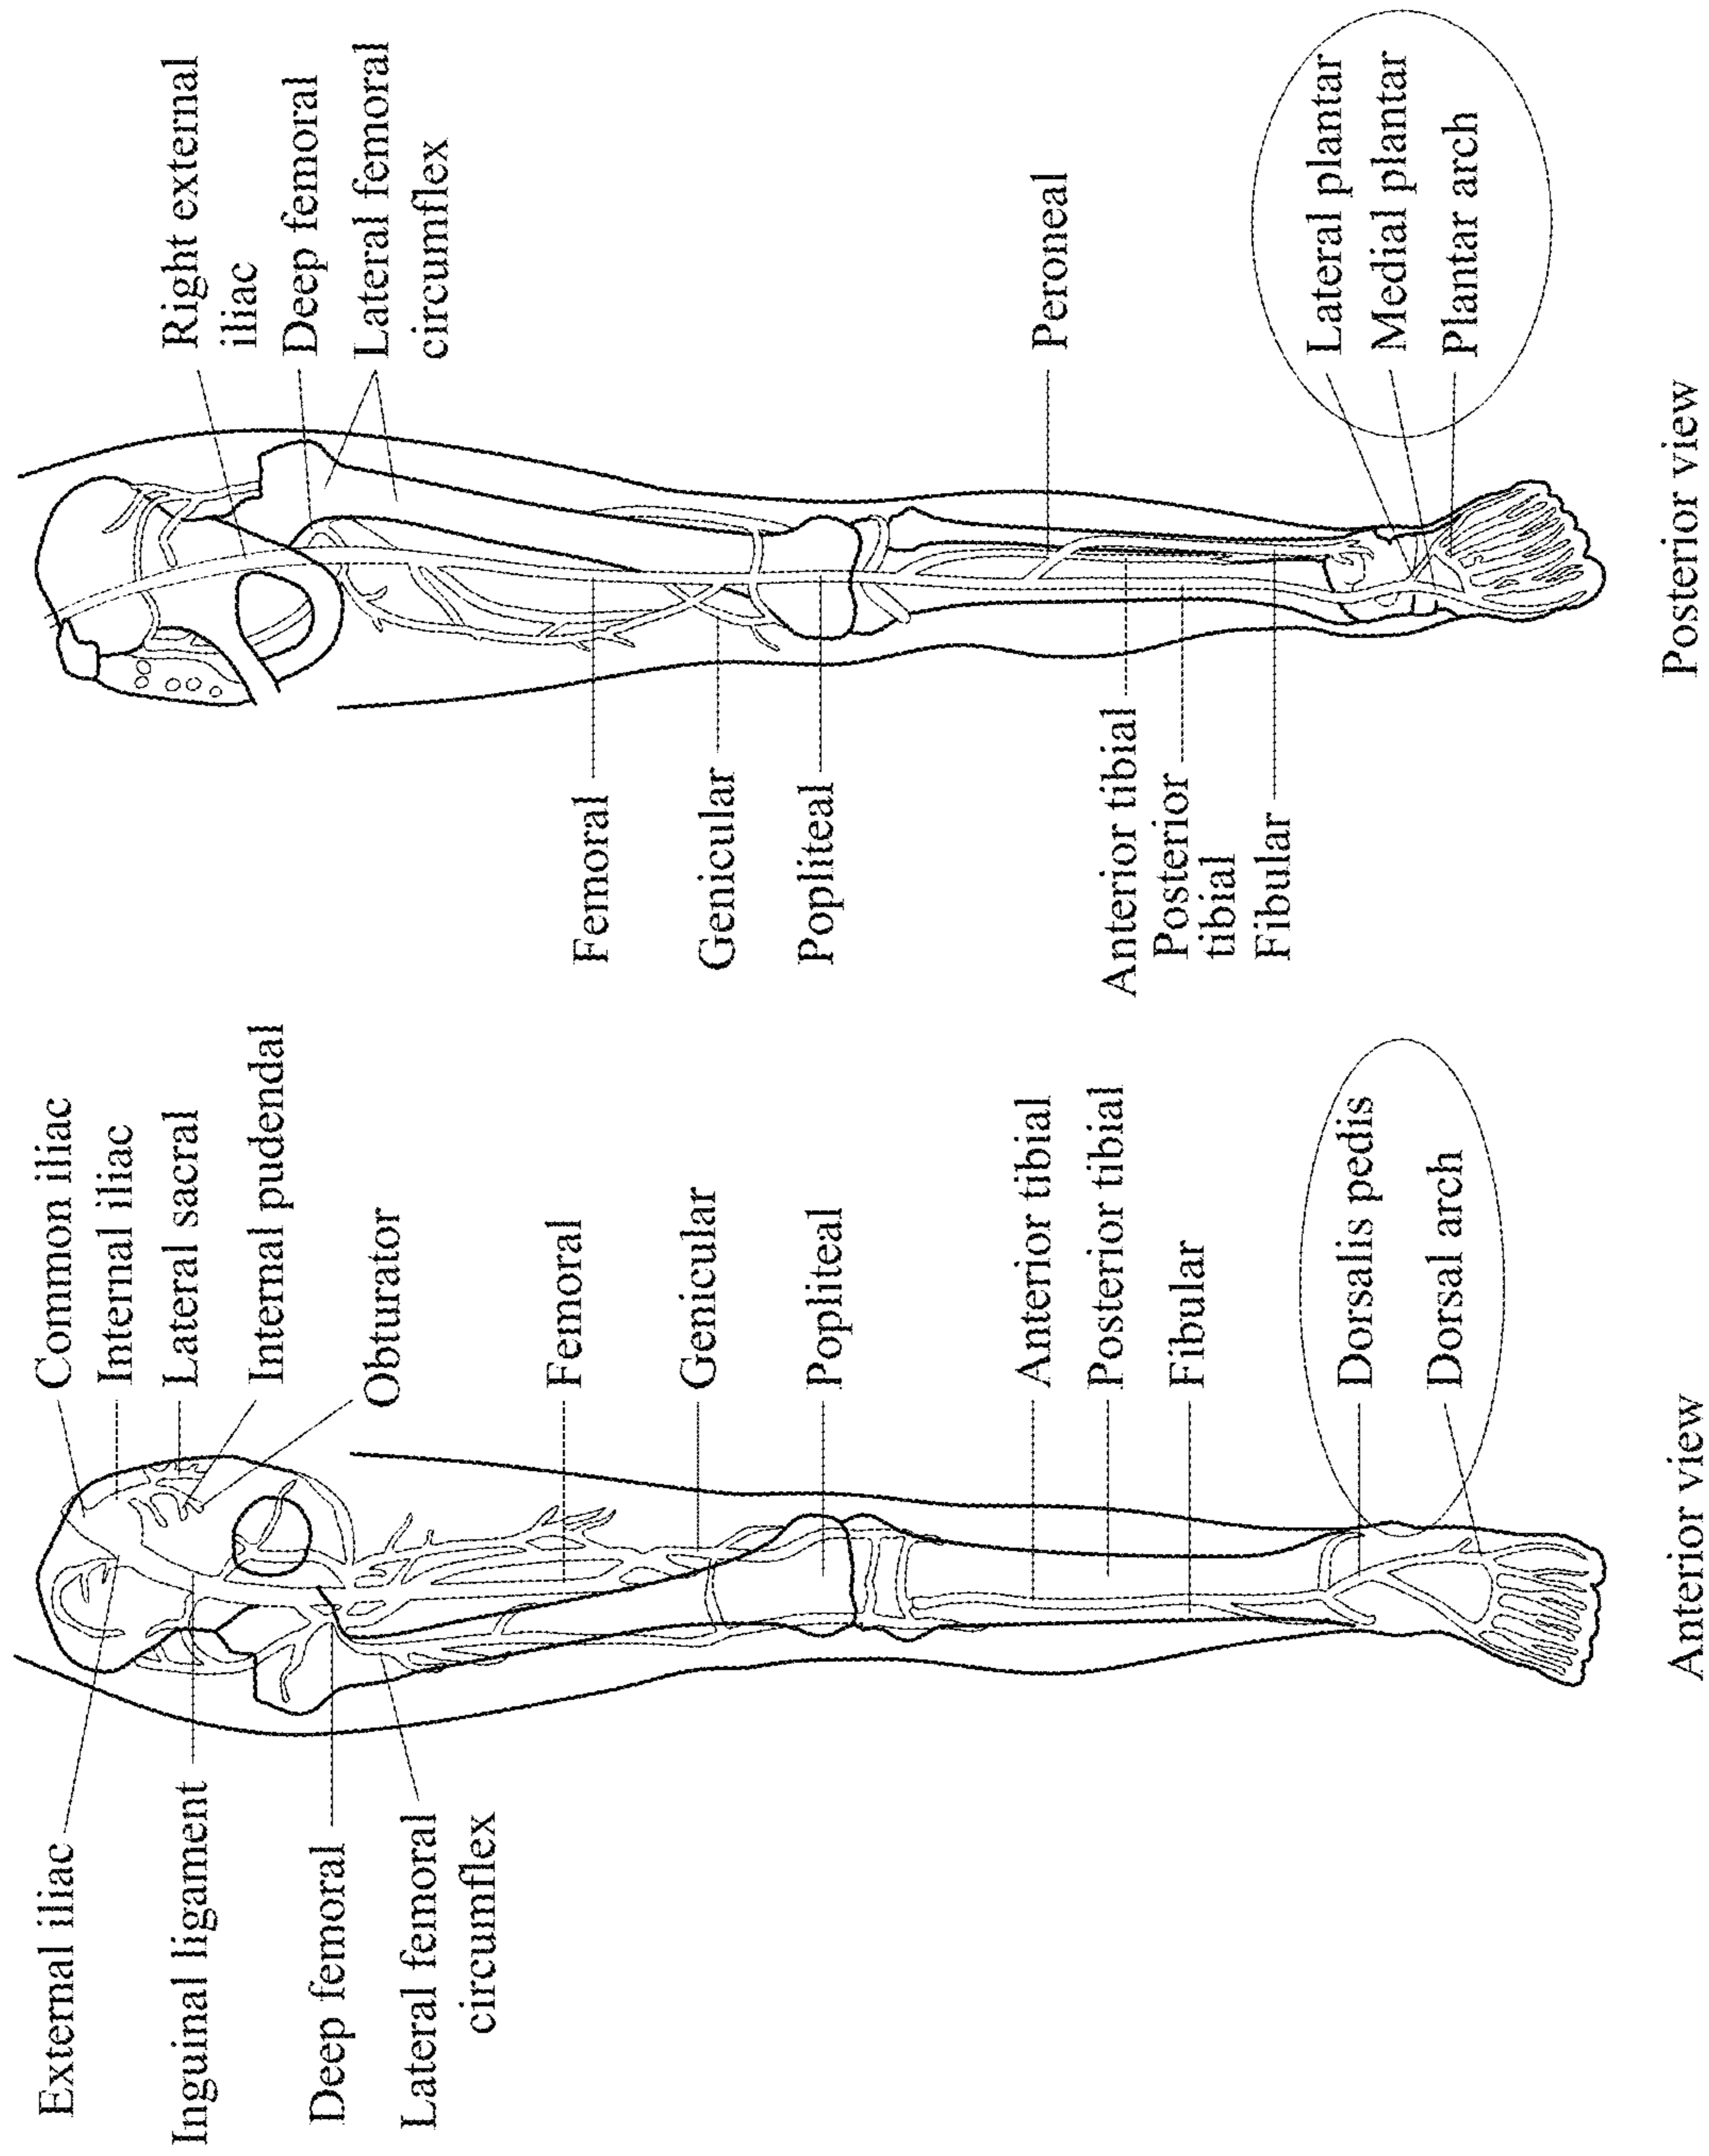 External iliac
Inguinal ligament
Deep femoral
Lateral femoral
circumflex
Common iliac
Internal iliac
Lateral sacral
Internal pudendal
Obturator
Femoral
Genicular
Popliteal
Anterior tibial
Posterior tibial
Fibular
Dorsalis pedis
Dorsal arch
Anterior view
Femoral
Genicular
Popliteal
Anterior tibial
Posterior
tibial
Fibular
Right external
iliac
Deep femoral
Lateral femoral
circumflex
Peroneal
Lateral plantar
Medial plantar
Plantar arch
Posterior view